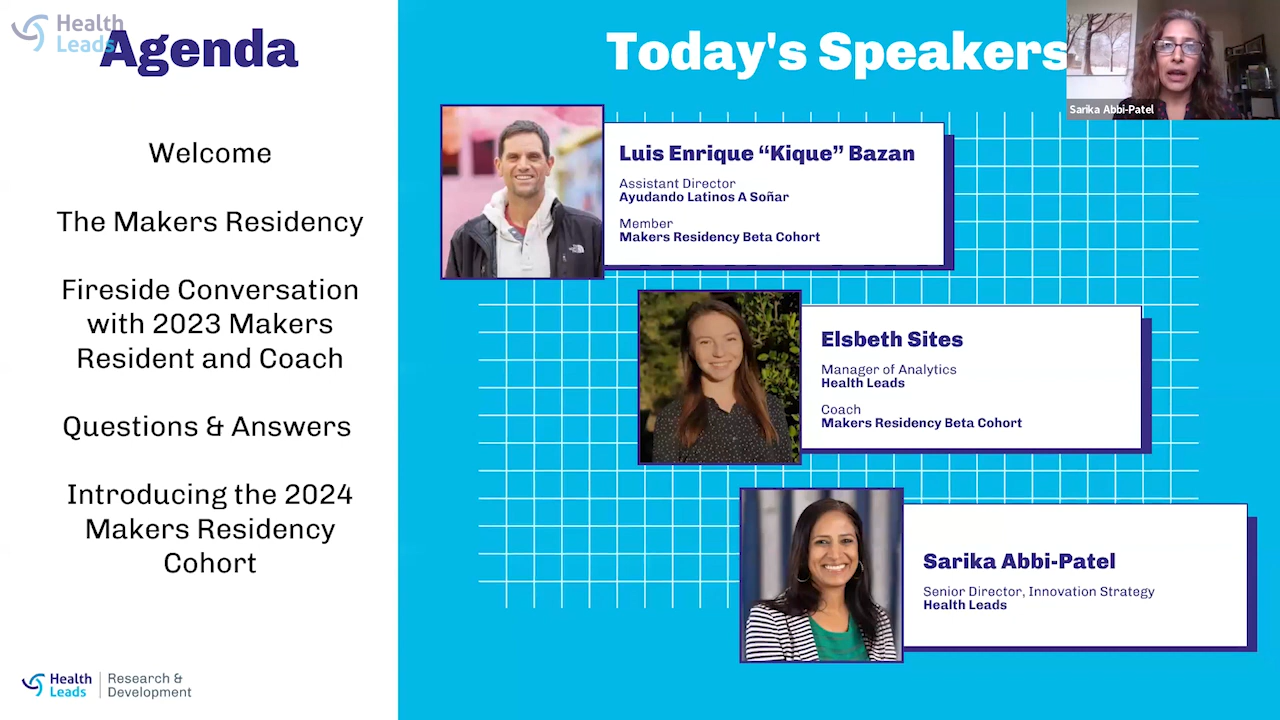 Health
Leads
Agenda
Welcome
The Makers Residency
Fireside Conversation
with 2023 Makers
Resident and Coach
Questions & Answers
Introducing the 2024
Makers Residency
Cohort
Health
Leads
Research &
Development
Today's Speakers
Sarika Abbi-Patel
Luis Enrique “Kique” Bazan
Assistant Director
Ayudando Latinos A Soñar
Member
Makers Residency Beta Cohort
Elsbeth Sites
Manager of Analytics
Health Leads
Coach
Makers Residency Beta Cohort
Sarika Abbi-Patel
Senior Director, Innovation Strategy
Health Leads